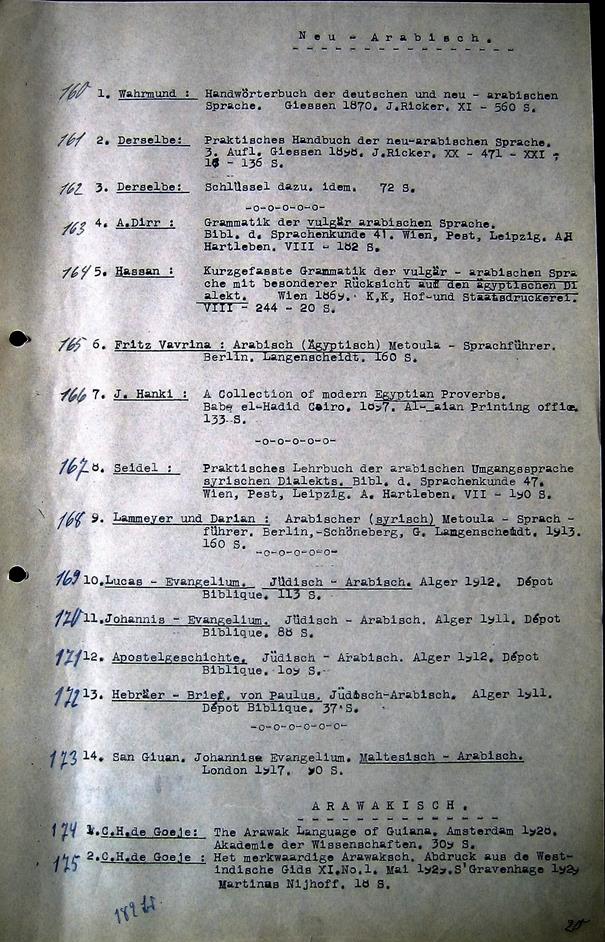 Neu - Arabisch.
160 1. Wahrmund : Handwörterbuch der deutschen und neu - arabischen
Sprache. Giessen 1870. J.Ricker. XI - 560 S.
161 2. Derselbe: Praktisches Handbuch der neu-arabischen Sprache.
3. Aufl. Giessen 1898. J.Ricker. XX - 471 - XXI -
- 136 S.
162 3. Derselbe: Schlüssel dazu. idem. 72 S.
-o-o-o-o-o-
163 4. A.Dirr : Grammatik der vulgär arabischen Sprache.
Bibl. d. Sprachenkunde 41. Wien, Pest, Leipzig. AH
Hartleben. VIII - 182 S.
164 5. Hassan : Kurzgefasste Grammatik der vulgär - arabischen Spra
che mit besonderer Rücksicht auf den ägyptischen DI
alekt. Wien 1869. K.K, Hof-und Staatsdruckerei.
VIII - 244 - 20 S.
165 6. Fritz Vavrina : Arabisch (Ägyptisch) Metoula - Sprachführer.
Berlin. Langenscheidt. 160 S.
166 7. J. Hanki : A Collection of modern Egyptian Proverbs.
Babe el-Hadid Cairo. 1897. Al-_aian Printing office.
133 S.
-o-o-o-o-o-
167 8. Seidel : Praktisches Lehrbuch der arabischen Umgangssprache
syrischen Dialekts. Bibl. d. Sprachenkunde 47.
Wien, Pest, Leipzig. A. Hartleben. VII - 190 S.
168 9. Lammeyer und Darian : Arabischer (syrisch) Metoula - Sprach -
führer. Berlin,-Schöneberg, G. Langenscheidt. 1913.
160 S.
-o-o-o-o-o-
169 10.Lucas - Evangelium. Jüdisch - Arabisch. Alger 1912. Dépot
Biblique. 113 S.
170 11.Johannis - Evangelium. Jüdisch - Arabisch. Alger 1911. Dépot
Biblique. 88 S.
171 12. Apostelgeschichte. Jüdisch - Arabisch. Alger 1912. Dépot
Biblique. 109 S.
172 13. Hebräer - Brief. von Paulus. Jüdisch-Arabisch. Alger 1911.
Dépot Biblique. 37 S.
-o-o-o-o-o-o-
173 14. San Giuan. Johannise Evangelium. Maltesisch - Arabisch.
London 1917. 90 S.
ARAWAKISCH.
174 1.C.H.de Goeje: The Arawak Language of Guiana. Amsterdam 1928.
Akademie der Wissenschaften. 309 S.
175 2.C.H.de Goeje : Het merkwaardige Arawaksch. Abdruck aus de West-
indische Gids XI.No.1. Mai 1929.S'Gravenhage 1929
Martinas Nijhoff. 18 S.